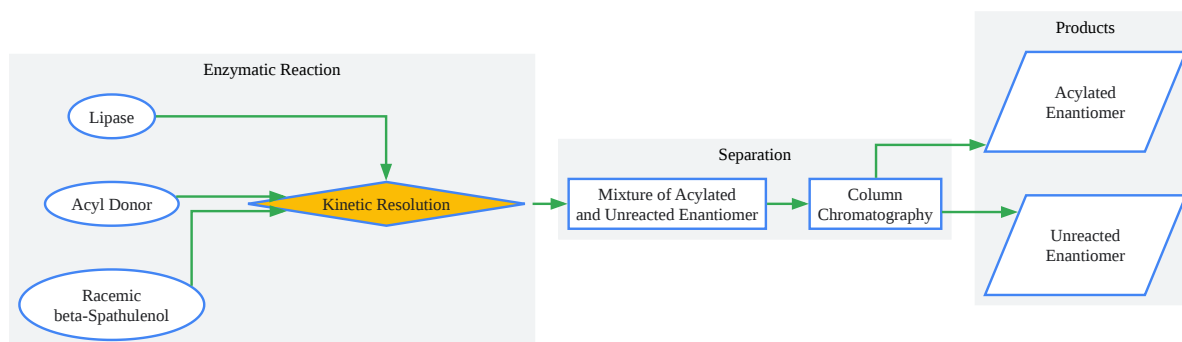 Enzymatic Reaction
Lipase
Acyl Donor
Racemic
beta-Spathulenol
Kinetic Resolution
Separation
Mixture of Acylated
and Unreacted Enantiomer
Column
Chromatography
Products
Acylated
Enantiomer
Unreacted
Enantiomer